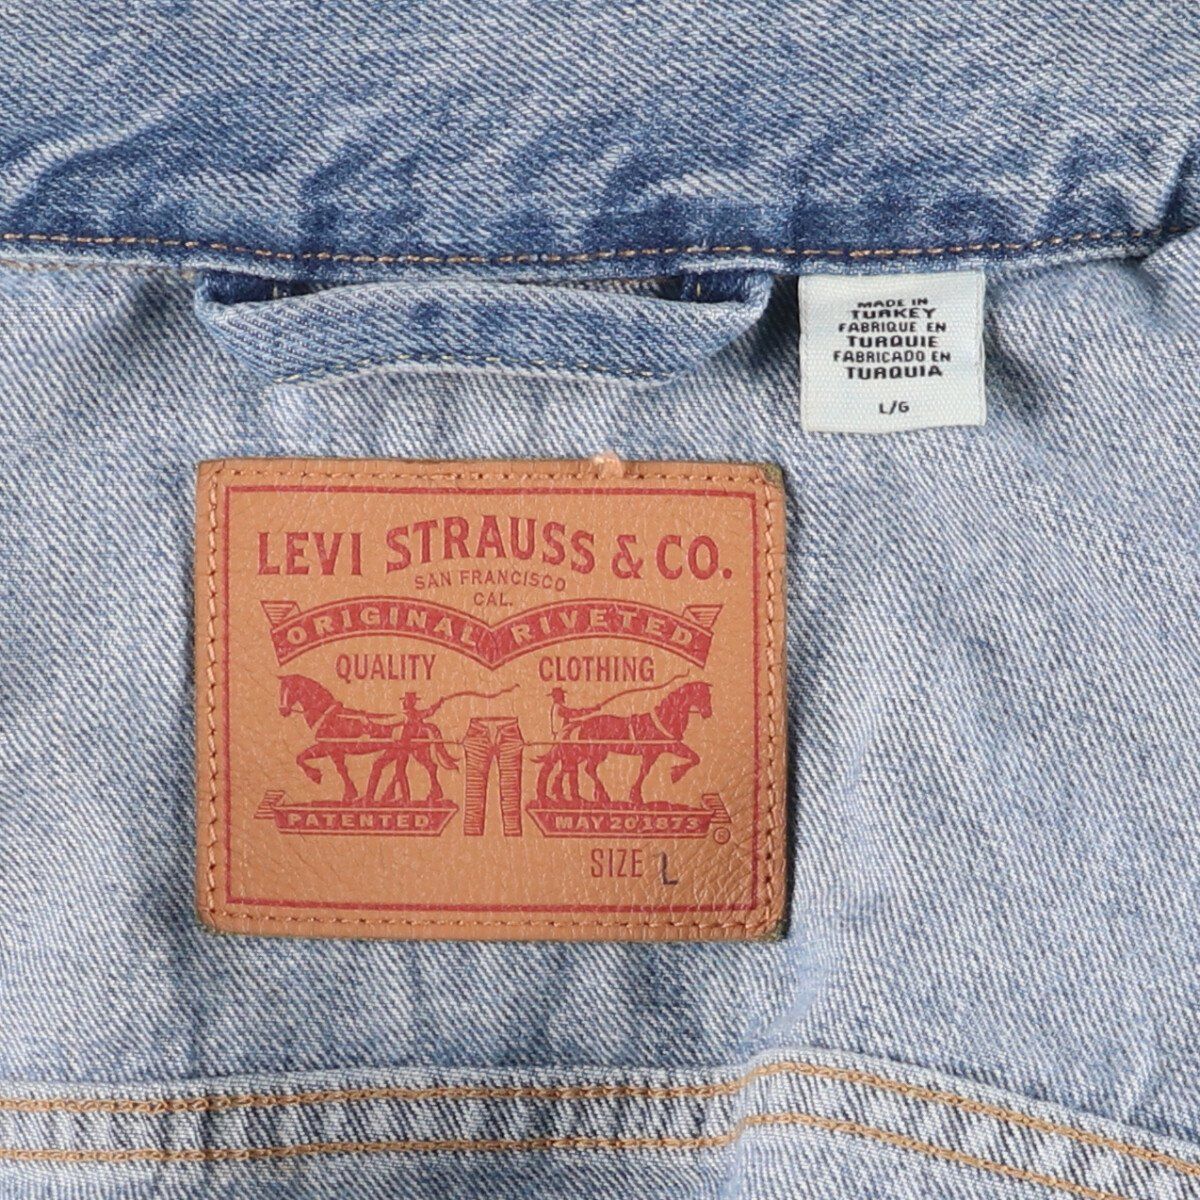 MADE IN
TURKEY
FABRIQUE EN
TURQUIE
FABRICADO EN
TURQUIA
L/G
LEVI STRAUSS & CO.
SAN FRANCISCO
CAL.
ORIGINAL RIVETED
QUALITY CLOTHING
PATENTED MAY 20 1873
®
SIZE L